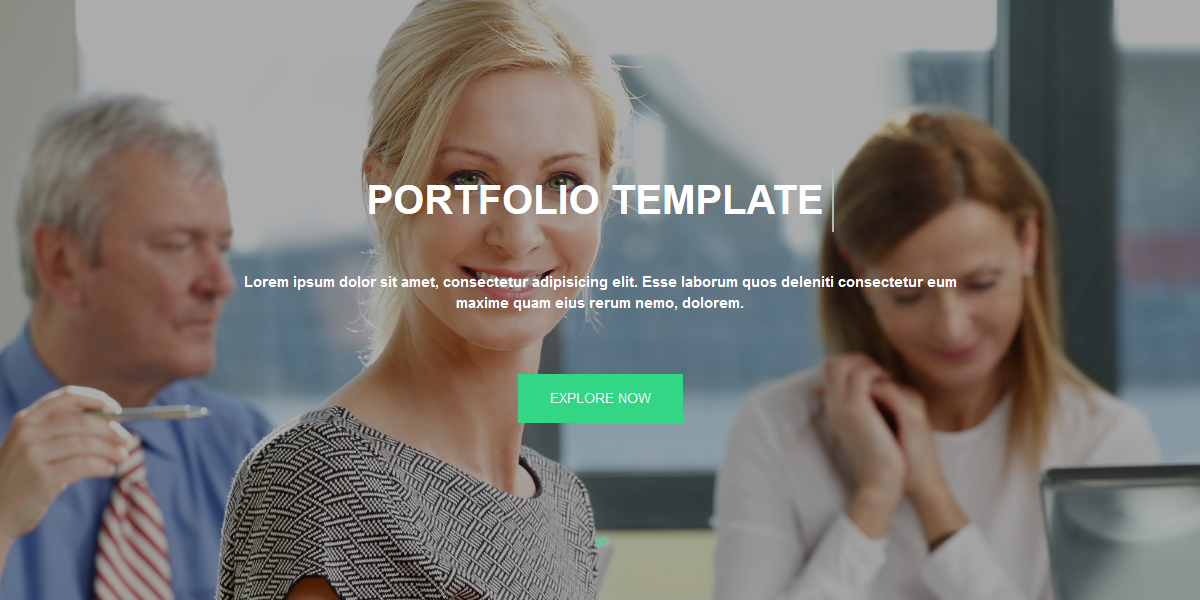 PORTFOLIO TEMPLATE
Lorem ipsum dolor sit amet, consectetur adipisicing elit. Esse laborum quos deleniti consectetur eum
maxime quam eius rerum nemo, dolorem.
EXPLORE NOW